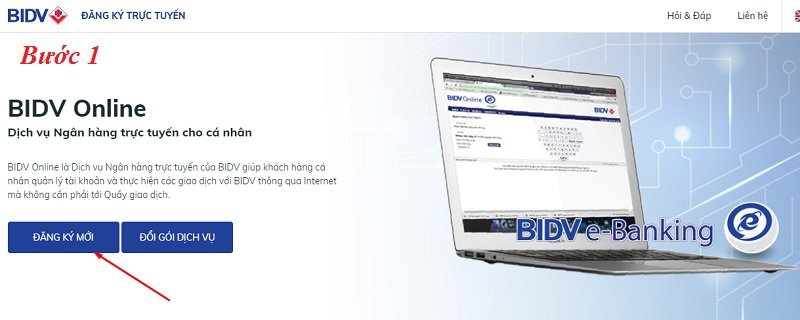 BIDV ĐĂNG KÝ TRỰC TUYẾN Hỏi & Đáp Liên hệ
Bước 1
BIDV Online
Dịch vụ Ngân hàng trực tuyến cho cá nhân
BIDV Online là Dịch vụ Ngân hàng trực tuyến của BIDV giúp khách hàng cá
nhân quản lý tài khoản và thực hiện các giao dịch với BIDV thông qua Internet
mà không cần phải tới Quầy giao dịch.
ĐĂNG KÝ MỚI ĐỔI GÓI DỊCH VỤ
BIDV Online
BIDV e-Banking